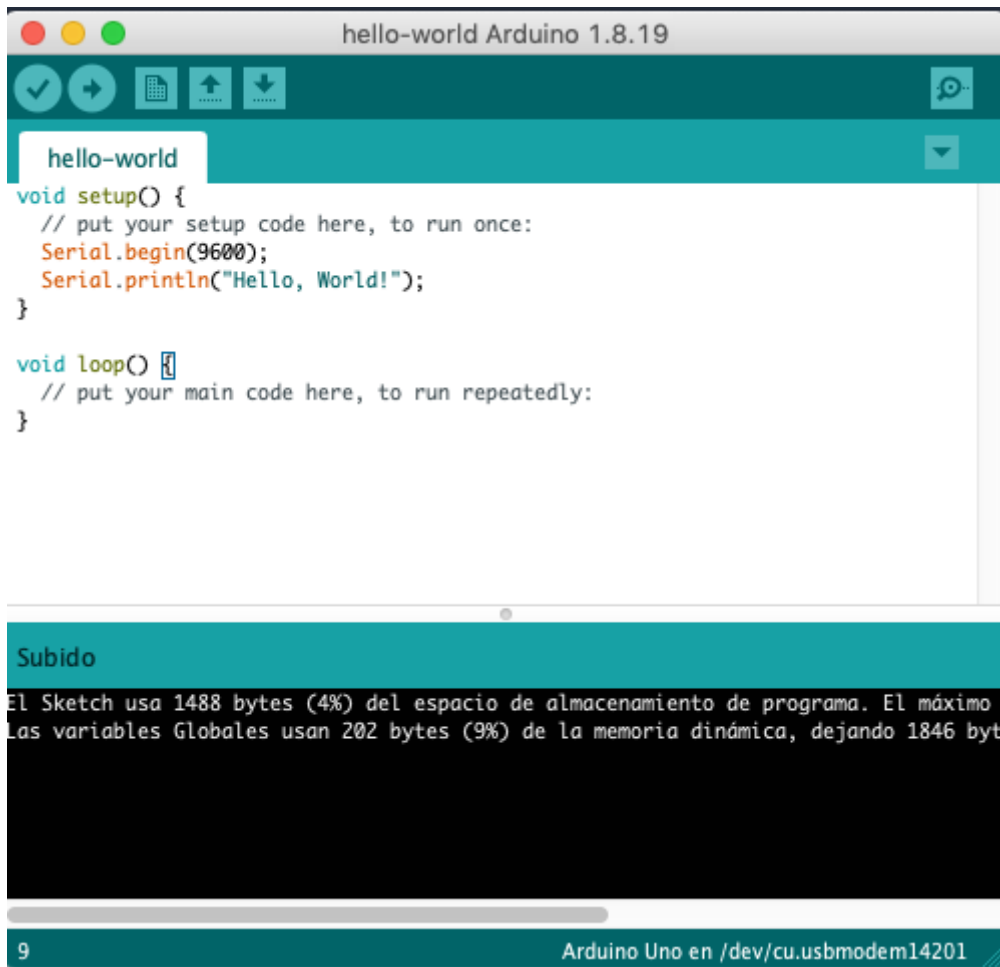 hello-world Arduino 1.8.19
hello-world
void setup() {
  // put your setup code here, to run once:
  Serial.begin(9600);
  Serial.println("Hello, World!");
}
void loop() {
  // put your main code here, to run repeatedly:
}
Subido
El Sketch usa 1488 bytes (4%) del espacio de almacenamiento de programa. El máximo
Las variables Globales usan 202 bytes (9%) de la memoria dinámica, dejando 1846 byt
9
Arduino Uno en /dev/cu.usbmodem14201